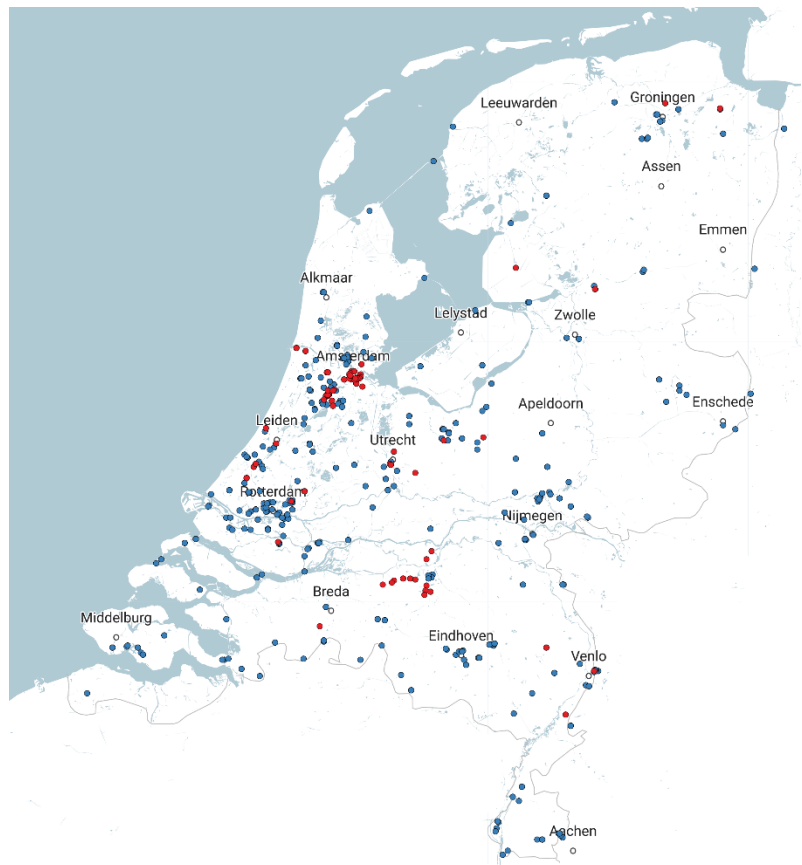 Groningen
Leeuwarden
Assen
Emmen
Alkmaar
Lelystad
Zwolle
Amsterdam
Apeldoorn
Enschede
Leiden
Utrecht
Rotterdam
Nijmegen
Breda
Middelburg
Eindhoven
Venlo
Aachen